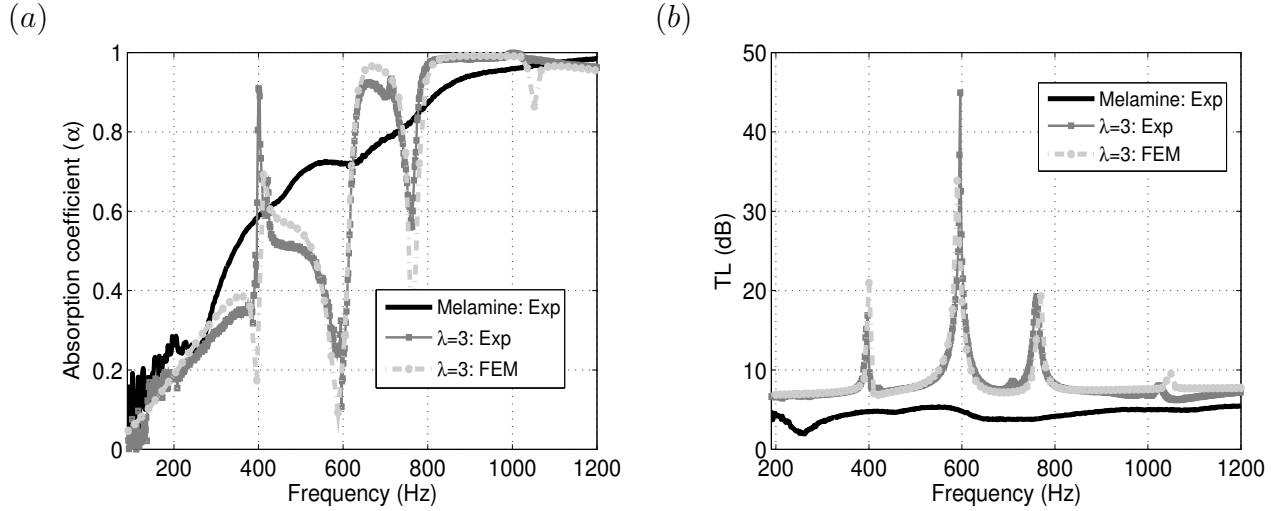 (a)
Absorption coefficient (α)
1
0.8
0.6
0.4
0.2
0
Melamine: Exp
λ=3: Exp
λ=3: FEM
200 400 600 800 1000 1200
Frequency (Hz)
(b)
TL (dB)
50
40
30
20
10
0
Melamine: Exp
λ=3: Exp
λ=3: FEM
200 400 600 800 1000 1200
Frequency (Hz)